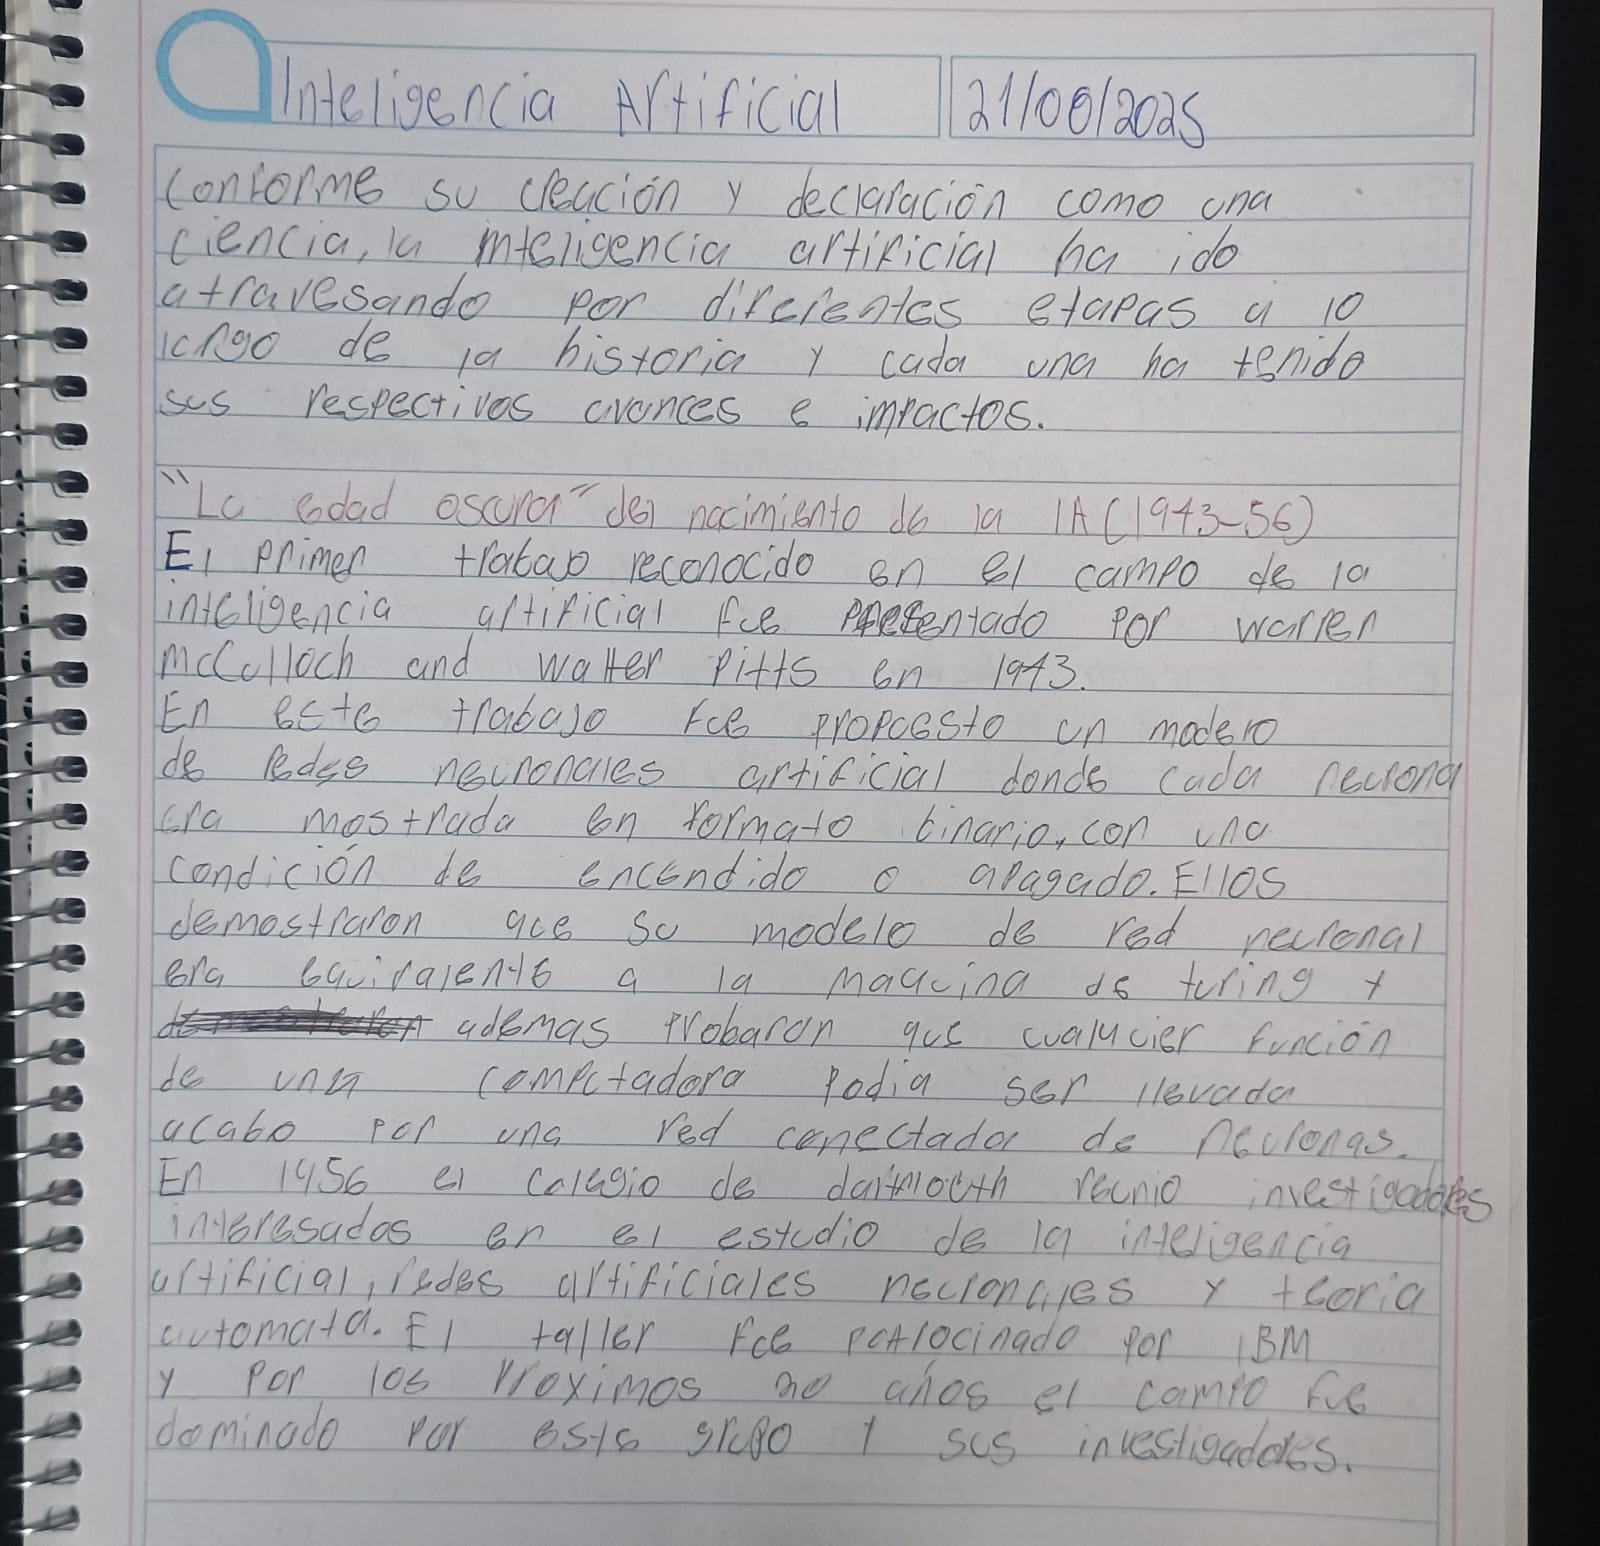 Inteligencia Artificial
21/08/2025
Conforme su creación y declaración como una
ciencia, la inteligencia artificial ha ido
atravesando por diferentes etapas a lo
largo de la historia y cada una ha tenido
sus respectivos avances e impactos.
"La edad oscura" del nacimiento de la IA (1943-56)
El primer trabajo reconocido en el campo de la
inteligencia artificial fue presentado por warren
mcCulloch and walter Pitts en 1943.
En este trabajo fue propuesto un modelo
de redes neuronales artificial donde cada neurona
era mostrada en formato binario, con una
condición de encendido o apagado. Ellos
demostraron que su modelo de red neuronal
era equivalente a la maquina de turing y
ademas probaron que cualquier función
de una computadora podia ser llevada
acabo por una red conectada de neuronas.
En 1956 el colegio de dartmouth reunio investigadores
interesados en el estudio de la inteligencia
artificial, redes artificiales neuronales y teoria
automata. El taller fue patrocinado por IBM
y por los proximos 20 años el campo fue
dominado por este grupo y sus investigadores.